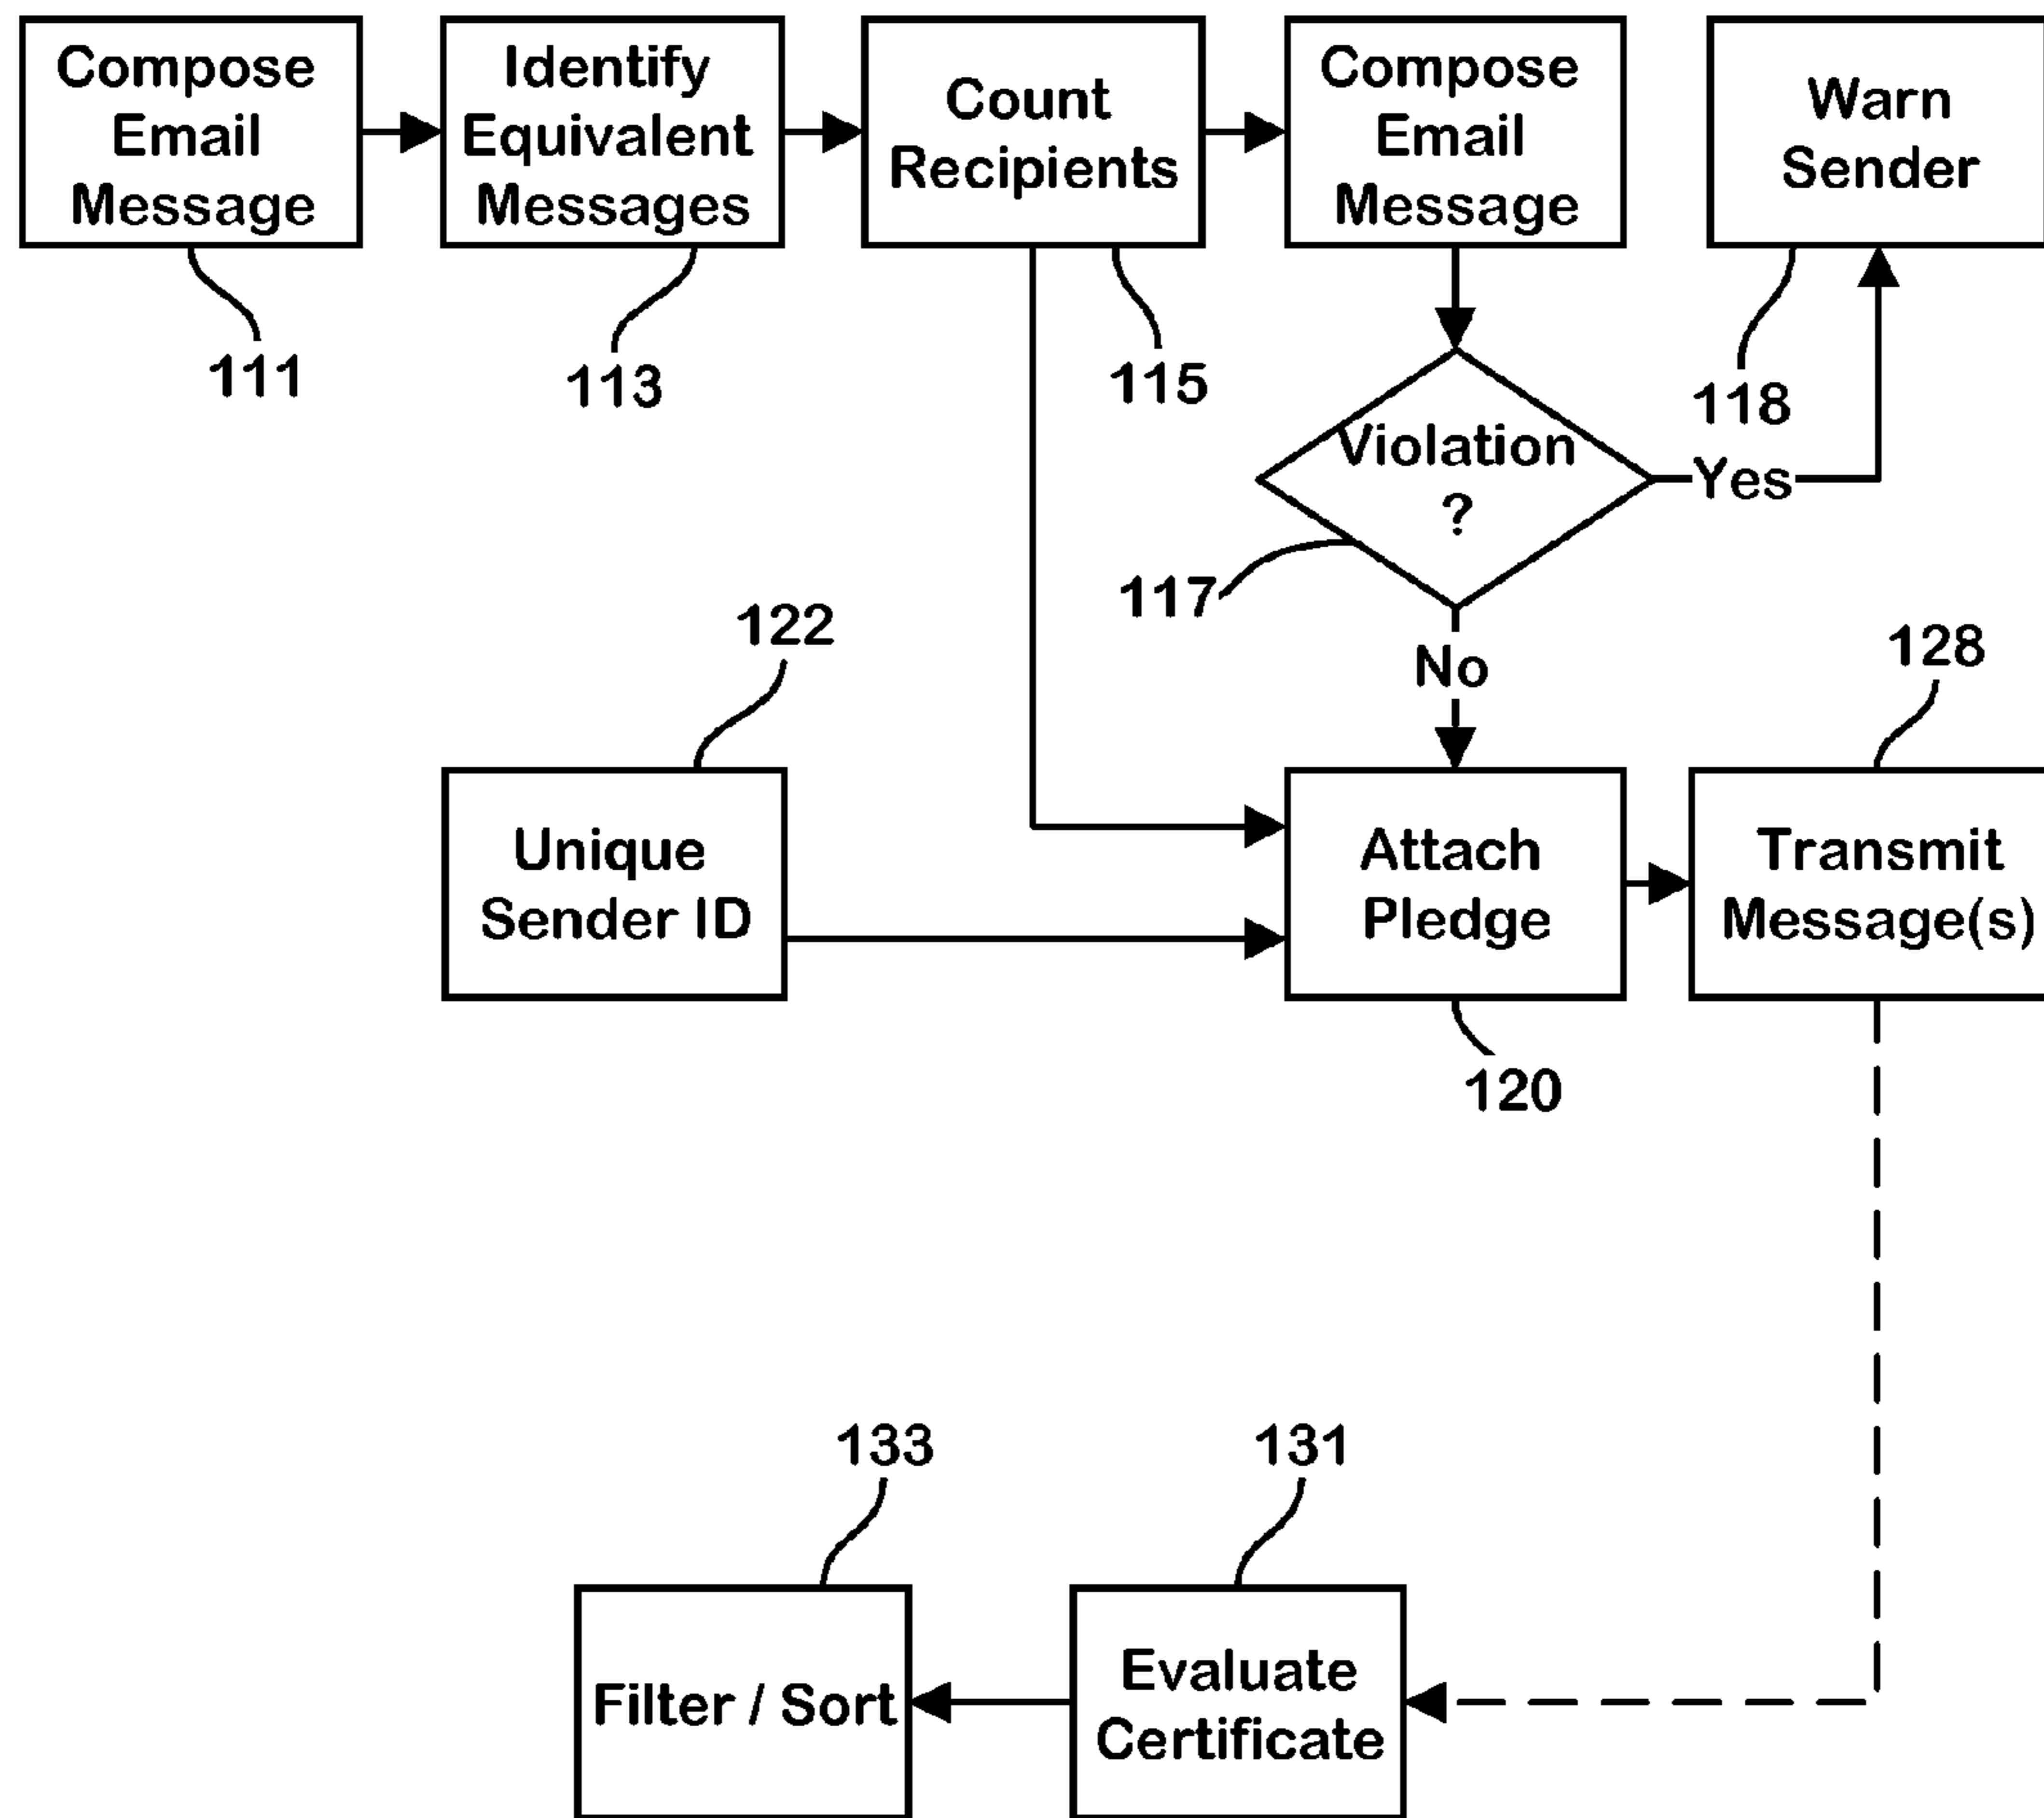 Compose
Email
Message
Identify
Equivalent
Messages
Count
Recipients
Compose
Email
Message
Warn
Sender
111
113
115
118
Violation
?
Yes
117
No
122
128
Unique
Sender ID
Attach
Pledge
Transmit
Message(s)
120
133
131
Filter / Sort
Evaluate
Certificate